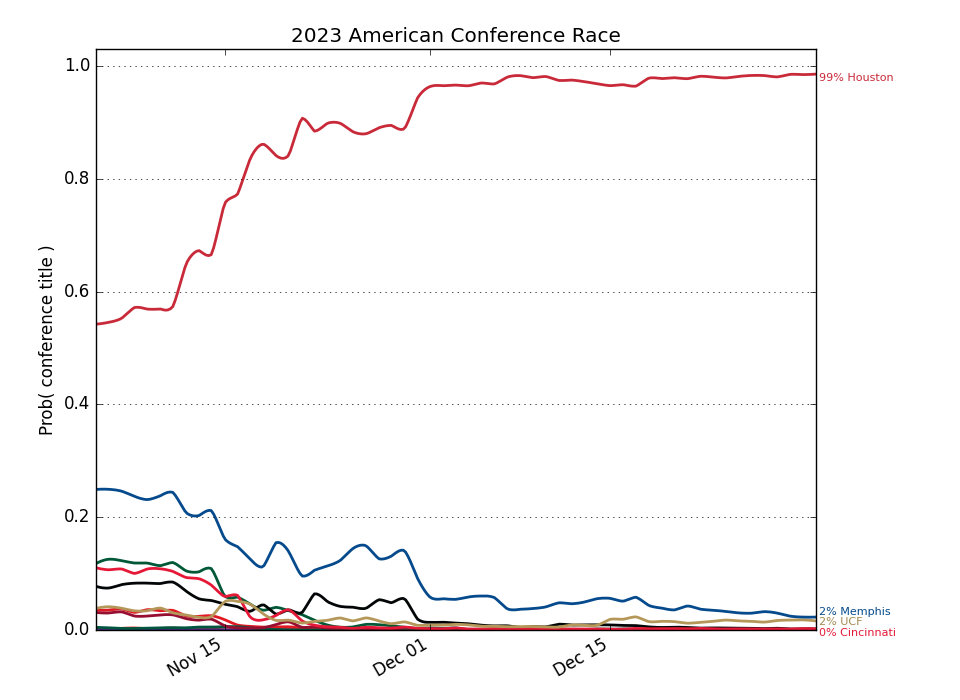 2023 American Conference Race
Prob( conference title )
1.0
0.8
0.6
0.4
0.2
0.0
Nov 15
Dec 01
Dec 15
99% Houston
2% Memphis
2% UCF
0% Cincinnati